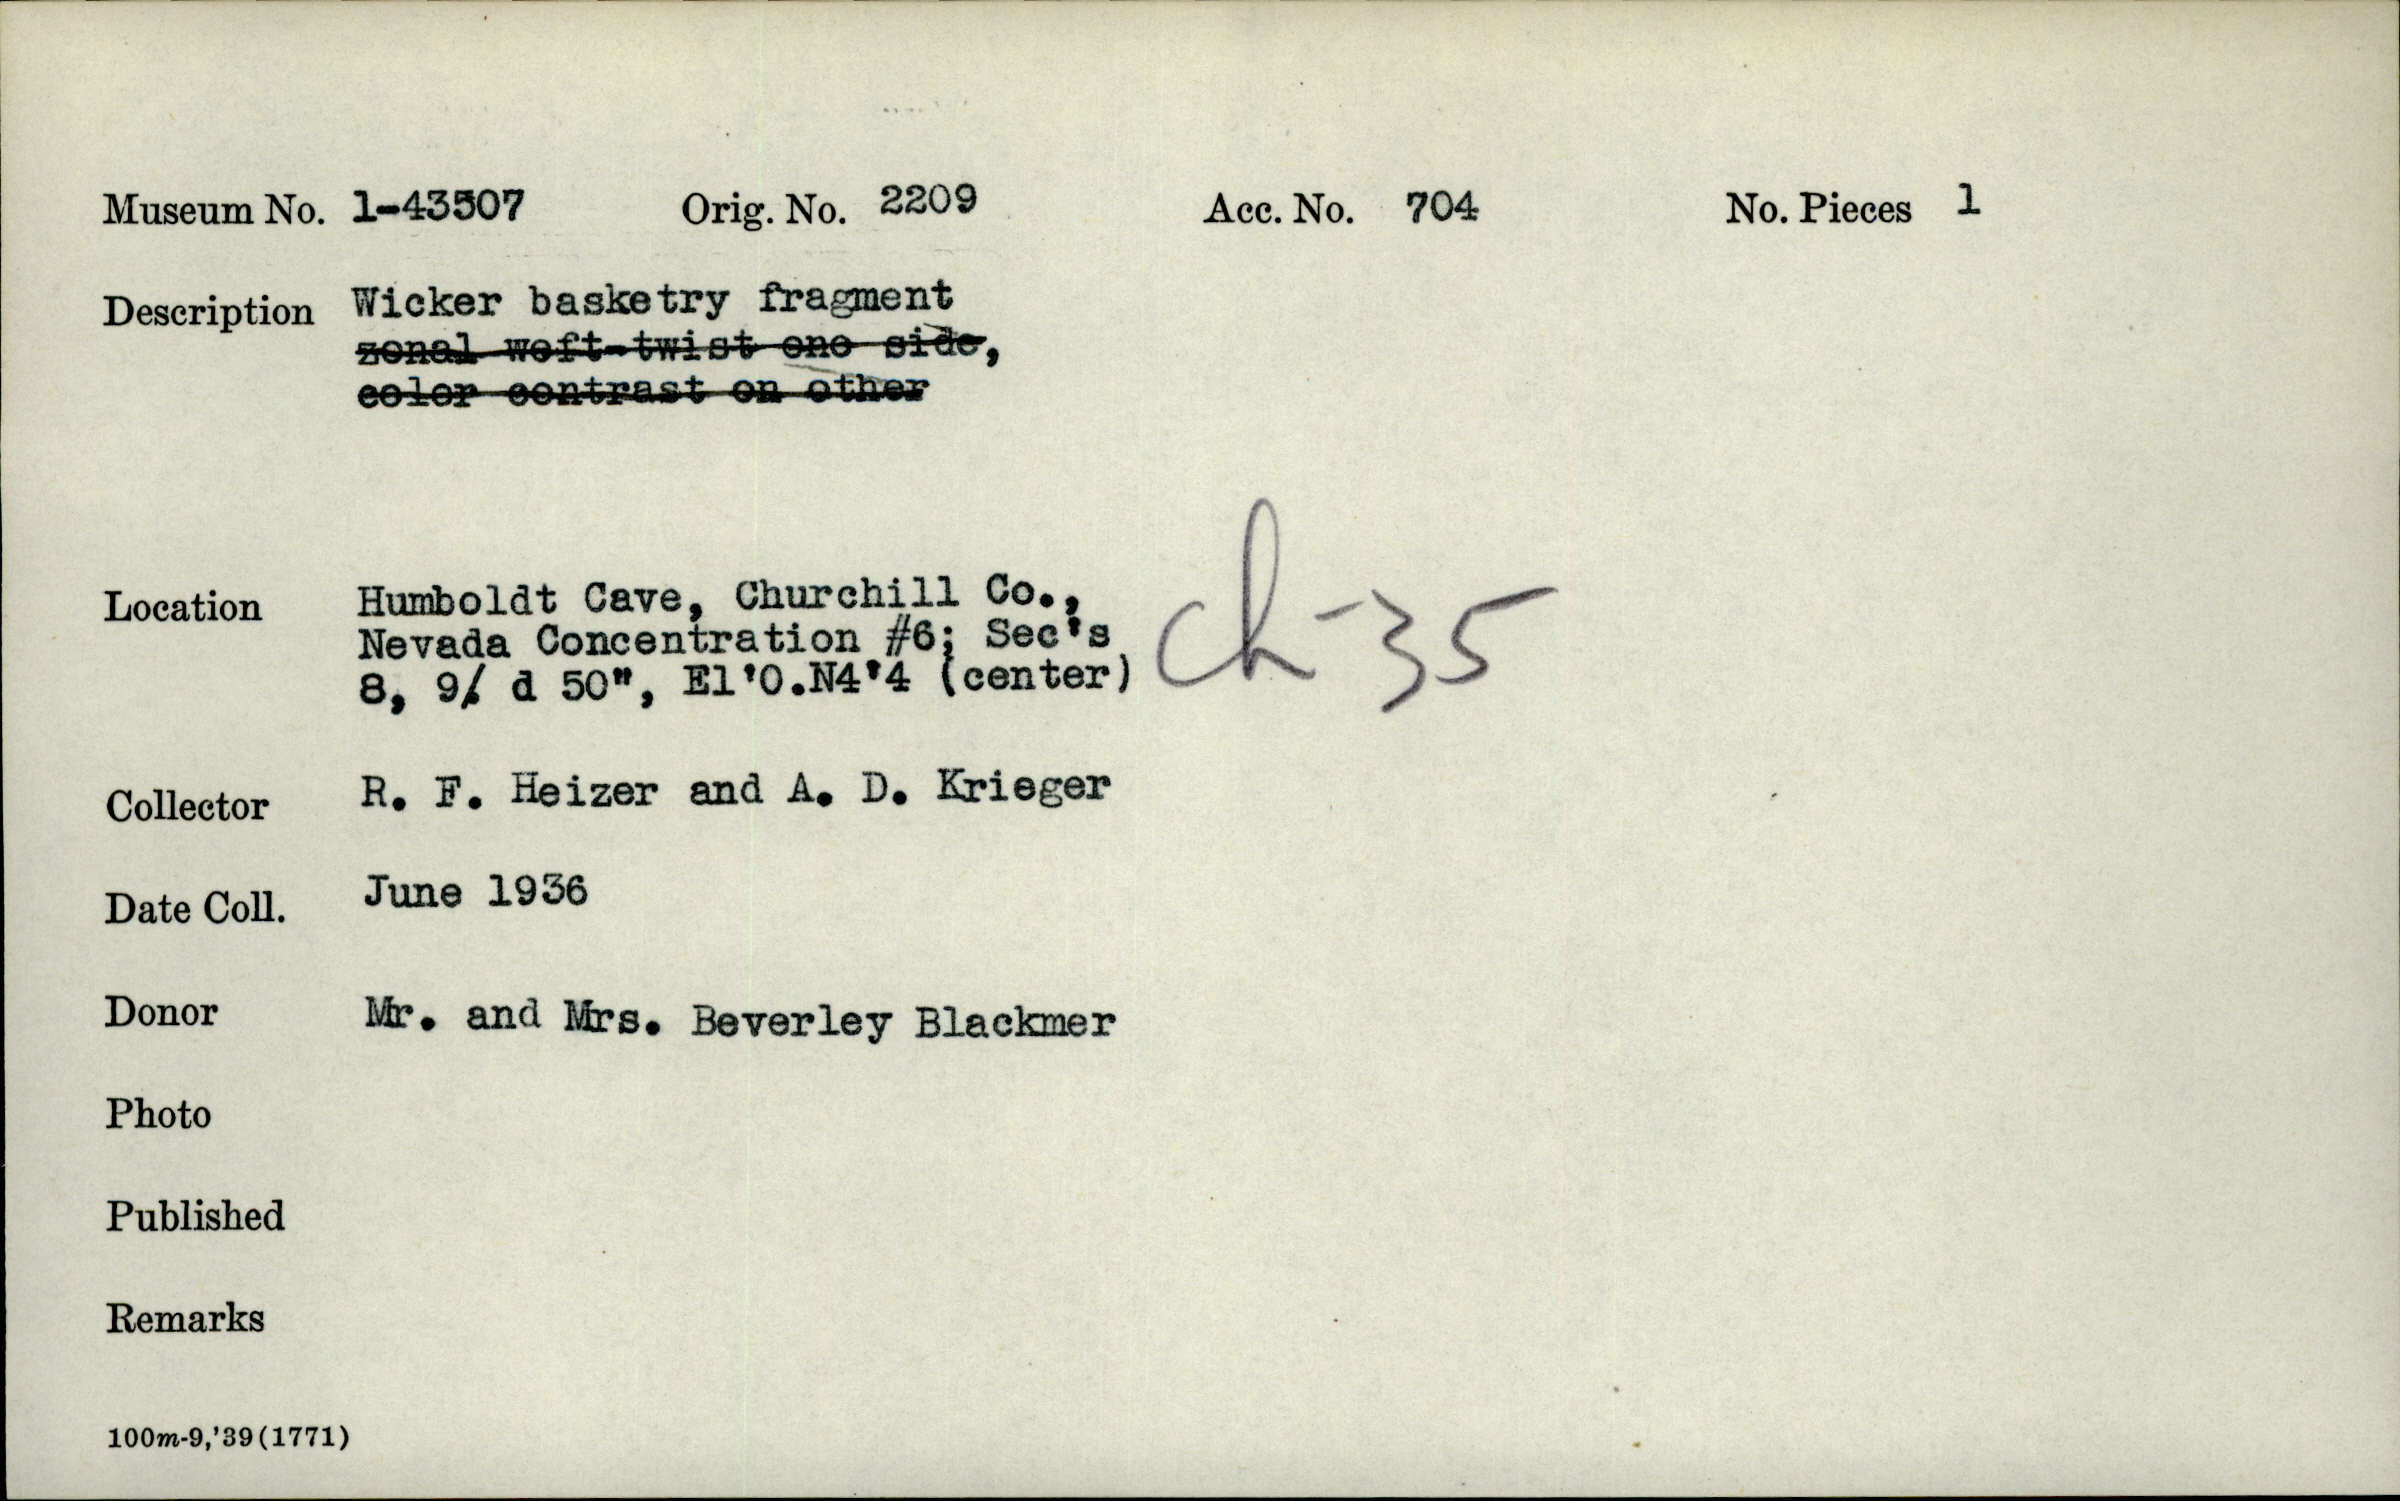 Museum No. 1-43507 Orig. No. 2209 Acc. No. 704 No. Pieces 1
Description Wicker basketry fragment
zonal weft-twist one side,
color contrast on other
Location Humboldt Cave, Churchill Co.,
Nevada Concentration #6; Sec's
8, 9/. d 50", El'0.N4'4 (center)
Ch-35
Collector R. F. Heizer and A. D. Krieger
Date Coll. June 1936
Donor Mr. and Mrs. Beverley Blackmer
Photo
Published
Remarks
100m-9,'39(1771)